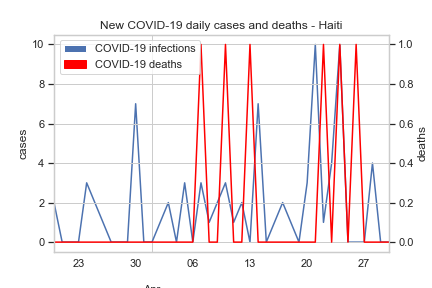 New COVID-19 daily cases and deaths - Haiti
COVID-19 infections
COVID-19 deaths
cases
10
8
6
4
2
0
deaths
1.0
0.8
0.6
0.4
0.2
0.0
23 30 06 13 20 27